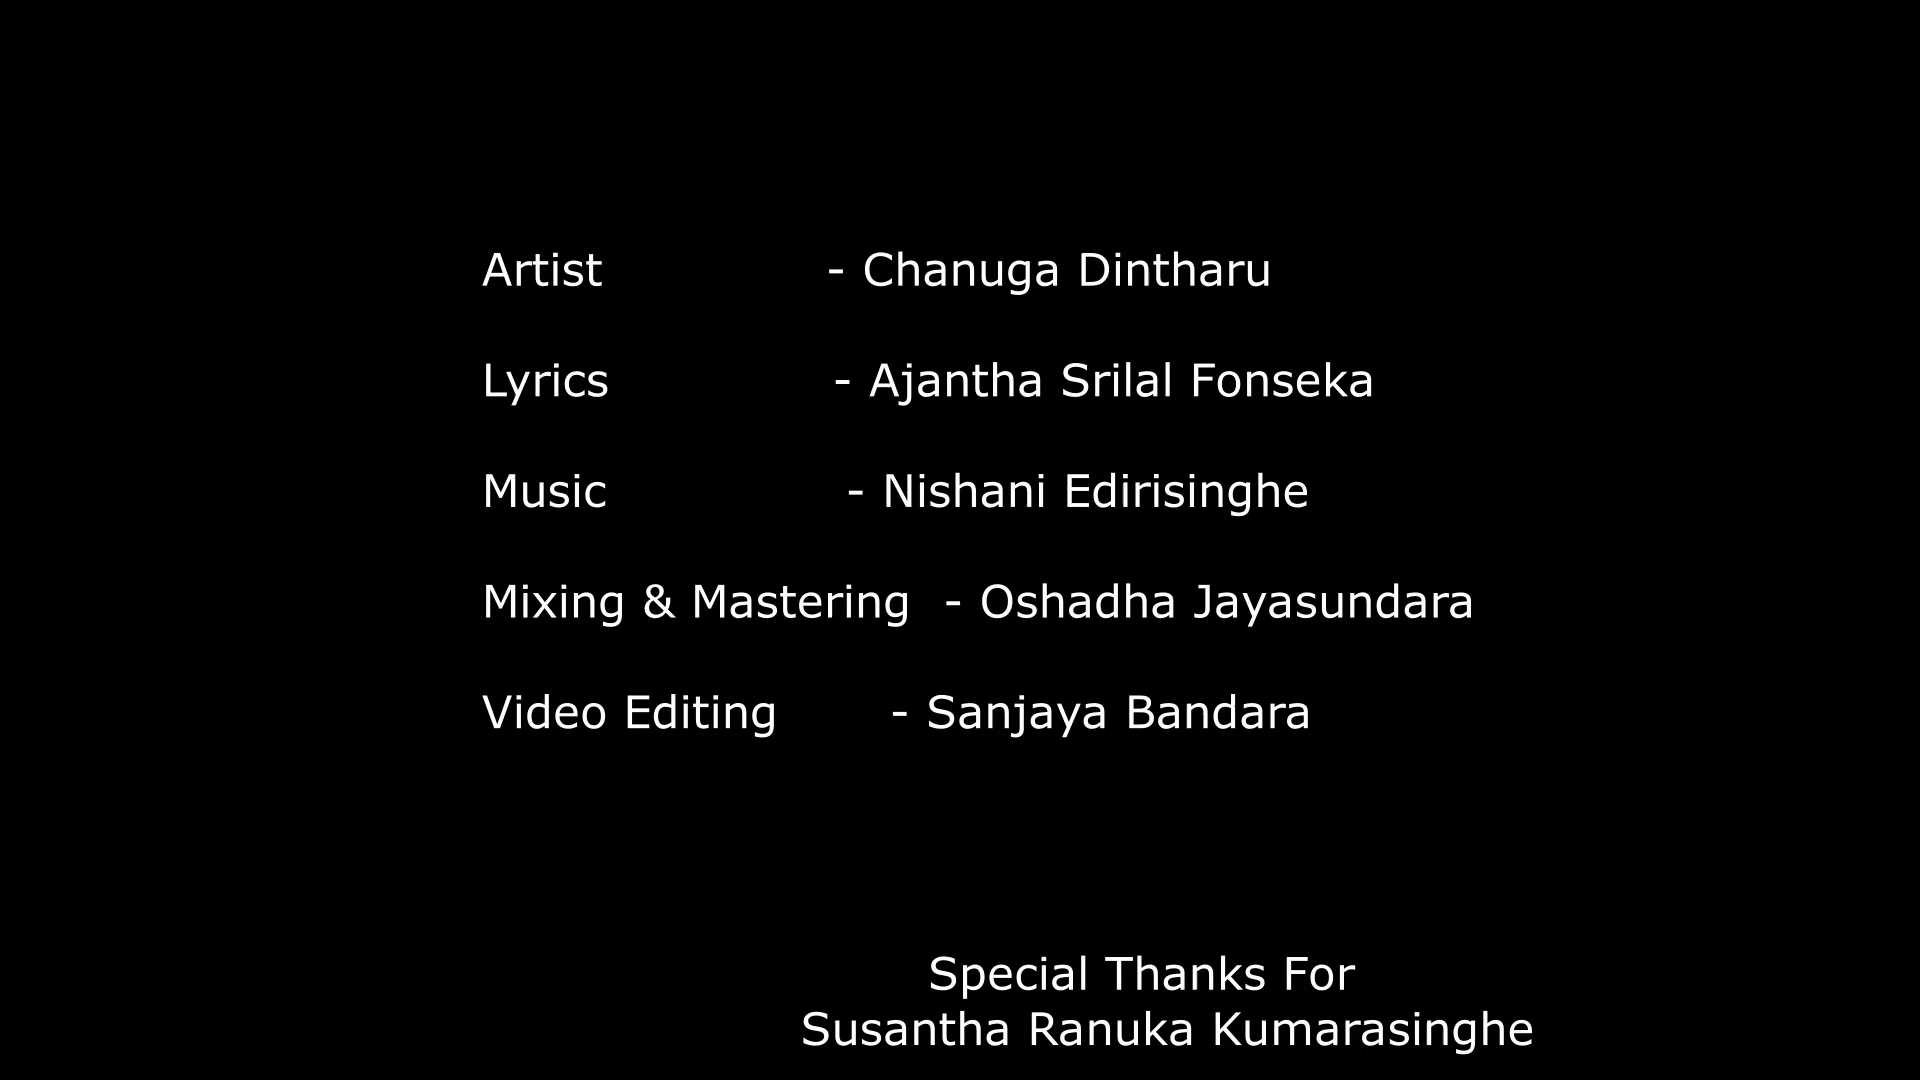 Artist - Chanuga Dintharu
Lyrics - Ajantha Srilal Fonseka
Music - Nishani Edirisinghe
Mixing & Mastering - Oshadha Jayasundara
Video Editing - Sanjaya Bandara
Special Thanks For
Susantha Ranuka Kumarasinghe